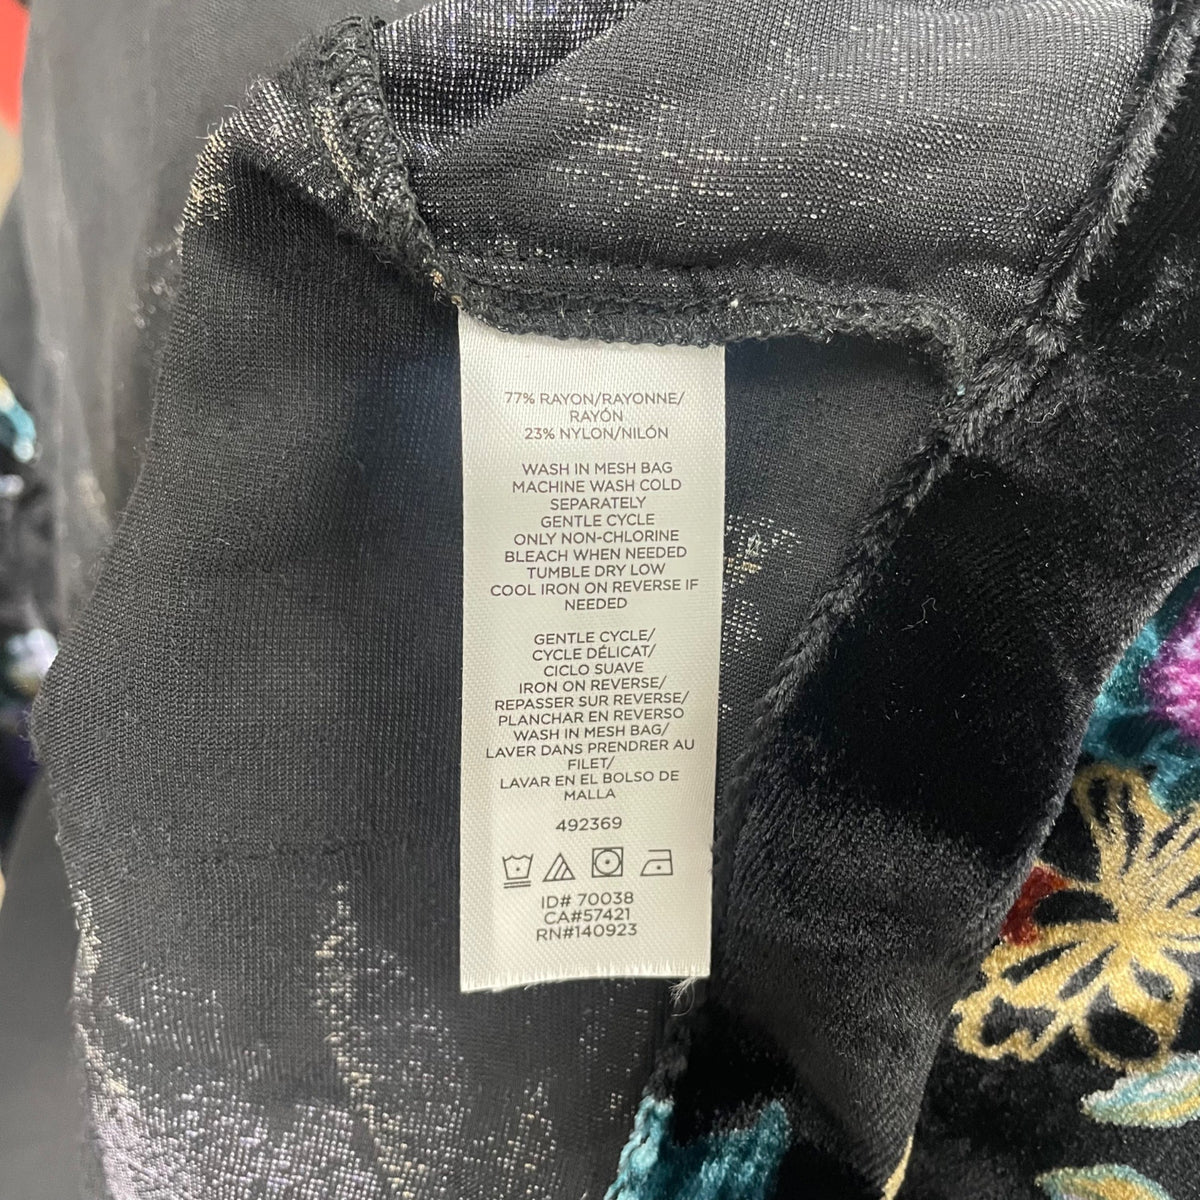 77% RAYON/RAYONNE/
RAYÓN
23% NYLON/NILÓN
WASH IN MESH BAG
MACHINE WASH COLD
SEPARATELY
GENTLE CYCLE
ONLY NON-CHLORINE
BLEACH WHEN NEEDED
TUMBLE DRY LOW
COOL IRON ON REVERSE IF
NEEDED
GENTLE CYCLE/
CYCLE DÉLICAT/
CICLO SUAVE
IRON ON REVERSE/
REPASSER SUR REVERSE/
PLANCHAR EN REVERSO
WASH IN MESH BAG/
LAVER DANS PRENDRER AU
FILET/
LAVAR EN EL BOLSO DE
MALLA
492369
ID# 70038
CA#57421
RN#140923